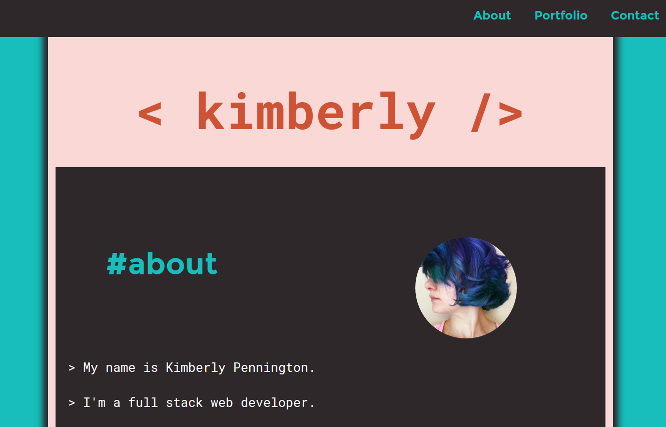 About Portfolio Contact
< kimberly />
#about
> My name is Kimberly Pennington.
> I'm a full stack web developer.